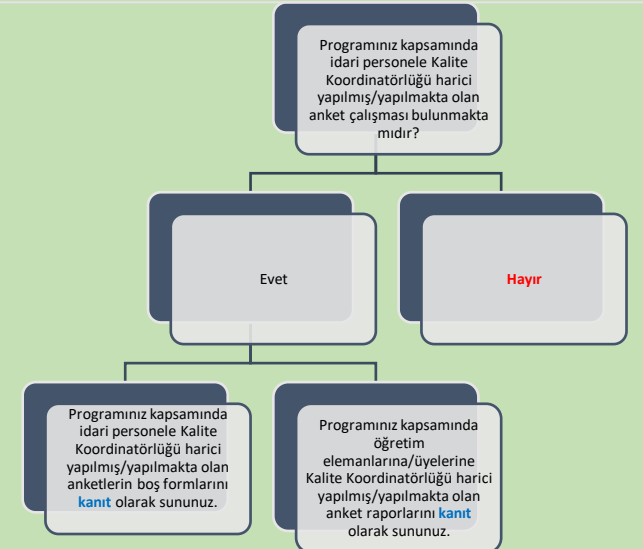 Programınız kapsamında
idari personele Kalite
Koordinatörlüğü harici
yapılmış/yapılmakta olan
anket çalışması bulunmakta
mıdır?
Evet
Hayır
Programınız kapsamında
idari personele Kalite
Koordinatörlüğü harici
yapılmış/yapılmakta olan
anketlerin boş formlarını
kanıt olarak sununuz.
Programınız kapsamında
öğretim
elemanlarına/üyelerine
Kalite Koordinatörlüğü harici
yapılmış/yapılmakta olan
anket raporlarını kanıt
olarak sununuz.